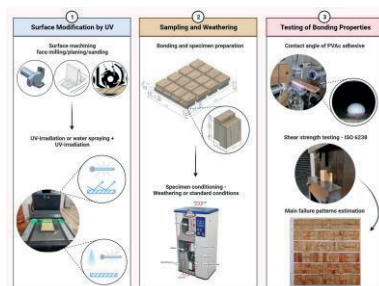 1
Surface Modification by UV
Surface machining
face milling/planing/sanding
UV-irradiation or water spraying +
UV-irradiation
2
Sampling and Weathering
Bonding and specimen preparation
Specimen conditioning -
Weathering or standard conditions
3
Testing of Bonding Properties
Contact angle of PVAc adhesive
Shear strength testing - ISO 6238
Main failure patterns estimation